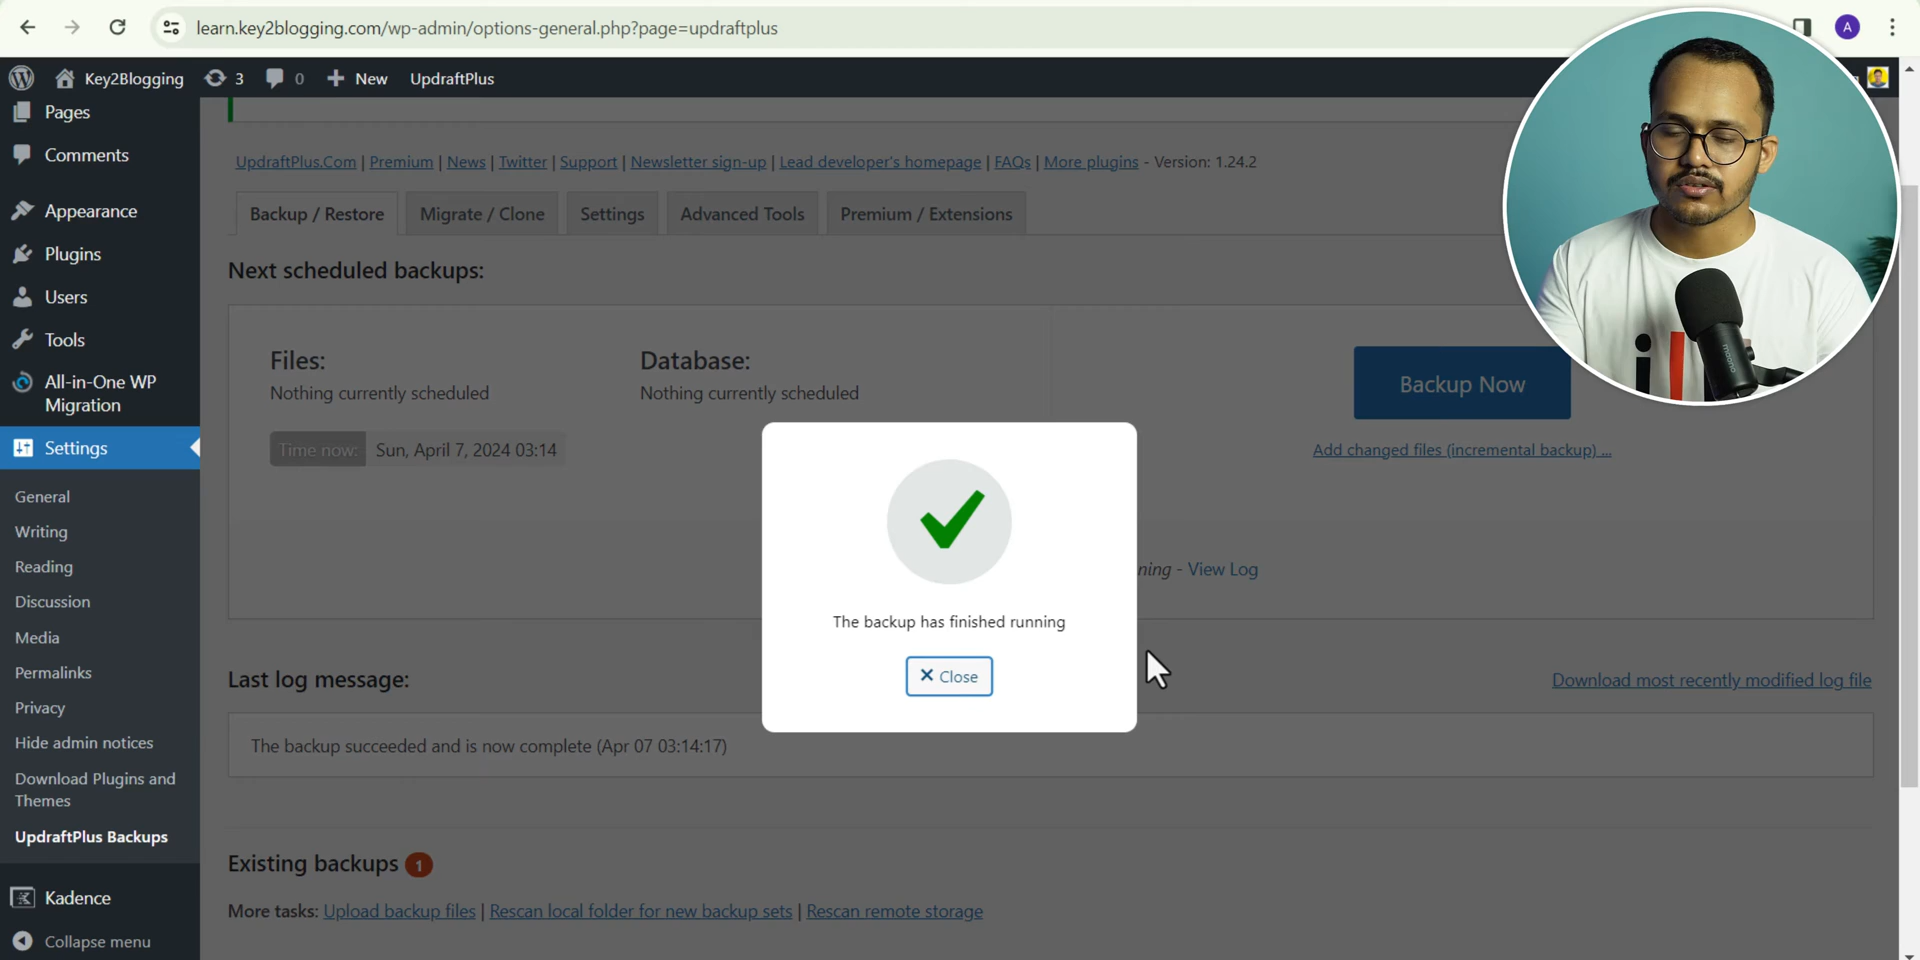 learn.key2blogging.com/wp-admin/options-general.php?page=updraftplus
A
Key2Blogging 3 0 New UpdraftPlus
Pages
Comments
Appearance
Plugins
Users
Tools
All-in-One WP
Migration
Settings
General
Writing
Reading
Discussion
Media
Permalinks
Privacy
Hide admin notices
Download Plugins and
Themes
UpdraftPlus Backups
Kadence
Collapse menu
UpdraftPlus.Com | Premium | News | Twitter | Support | Newsletter sign-up | Lead developer's homepage | FAQs | More plugins - Version: 1.24.2
Backup / Restore Migrate / Clone Settings Advanced Tools Premium / Extensions
Next scheduled backups:
Files:
Nothing currently scheduled
Database:
Nothing currently scheduled
Time now: Sun, April 7, 2024 03:14
Backup Now
Add changed files (incremental backup) ...
ning - View Log
The backup has finished running
✕ Close
Last log message:
Download most recently modified log file
The backup succeeded and is now complete (Apr 07 03:14:17)
Existing backups 1
More tasks: Upload backup files | Rescan local folder for new backup sets | Rescan remote storage
maono